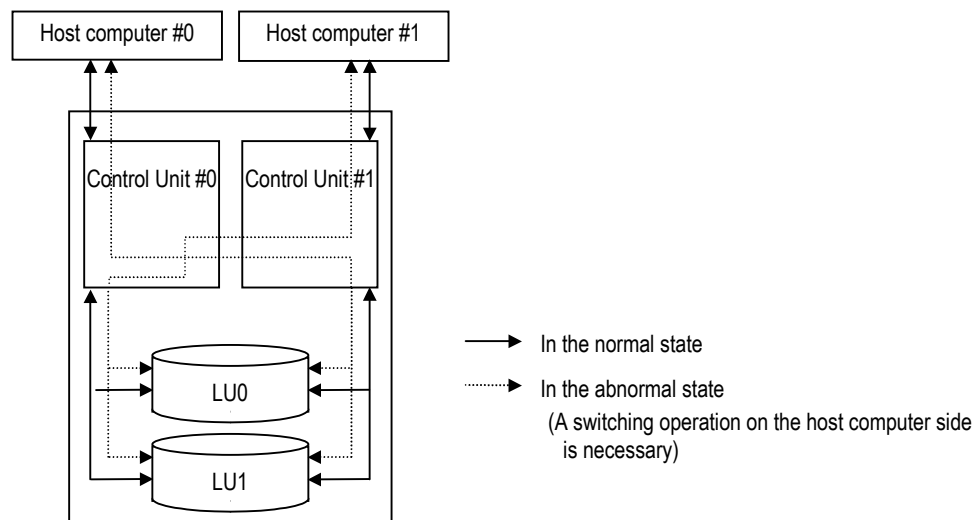 Host computer #0
Host computer #1
Control Unit #0
Control Unit #1
LU0
LU1
In the normal state
In the abnormal state
(A switching operation on the host computer side
is necessary)